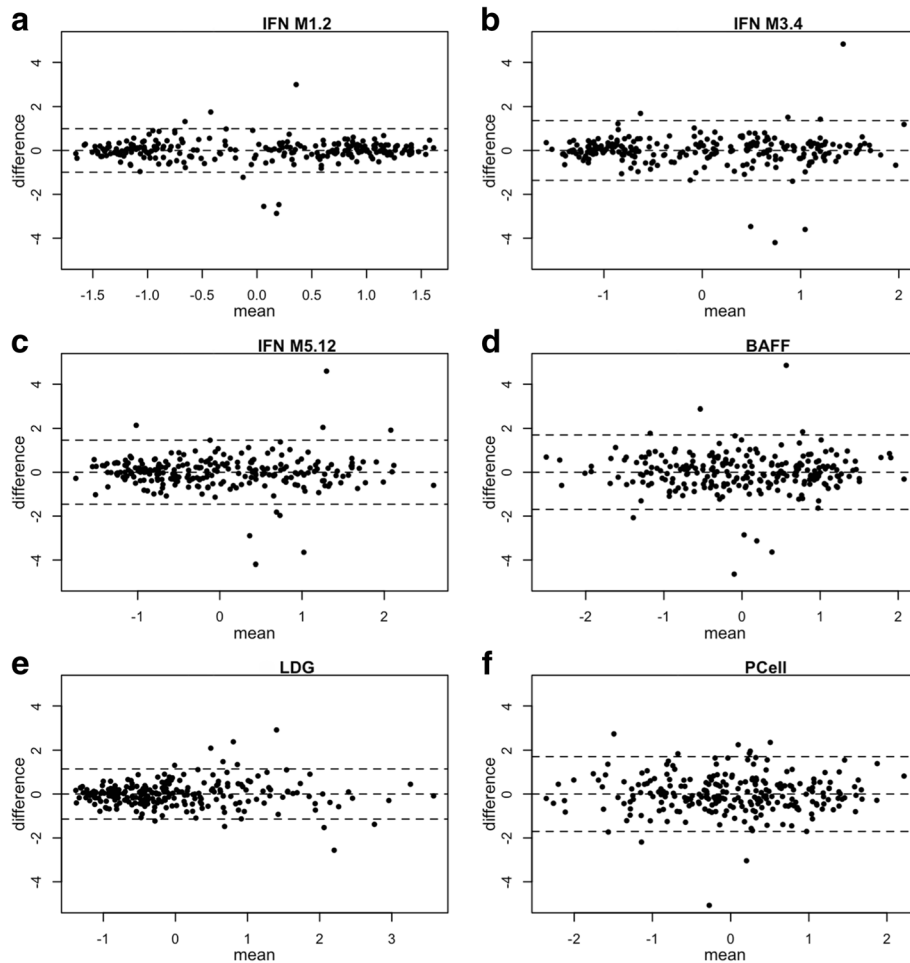 a IFN M1.2
4
2
0
-2
-4
difference
-1.5 -1.0 -0.5 0.0 0.5 1.0 1.5
mean
b IFN M3.4
4
2
0
-2
-4
difference
-1 0 1 2
mean
c IFN M5.12
4
2
0
-2
-4
difference
-1 0 1 2
mean
d BAFF
4
2
0
-2
-4
difference
-2 -1 0 1 2
mean
e LDG
4
2
0
-2
-4
difference
-1 0 1 2 3
mean
f PCell
4
2
0
-2
-4
difference
-2 -1 0 1 2
mean